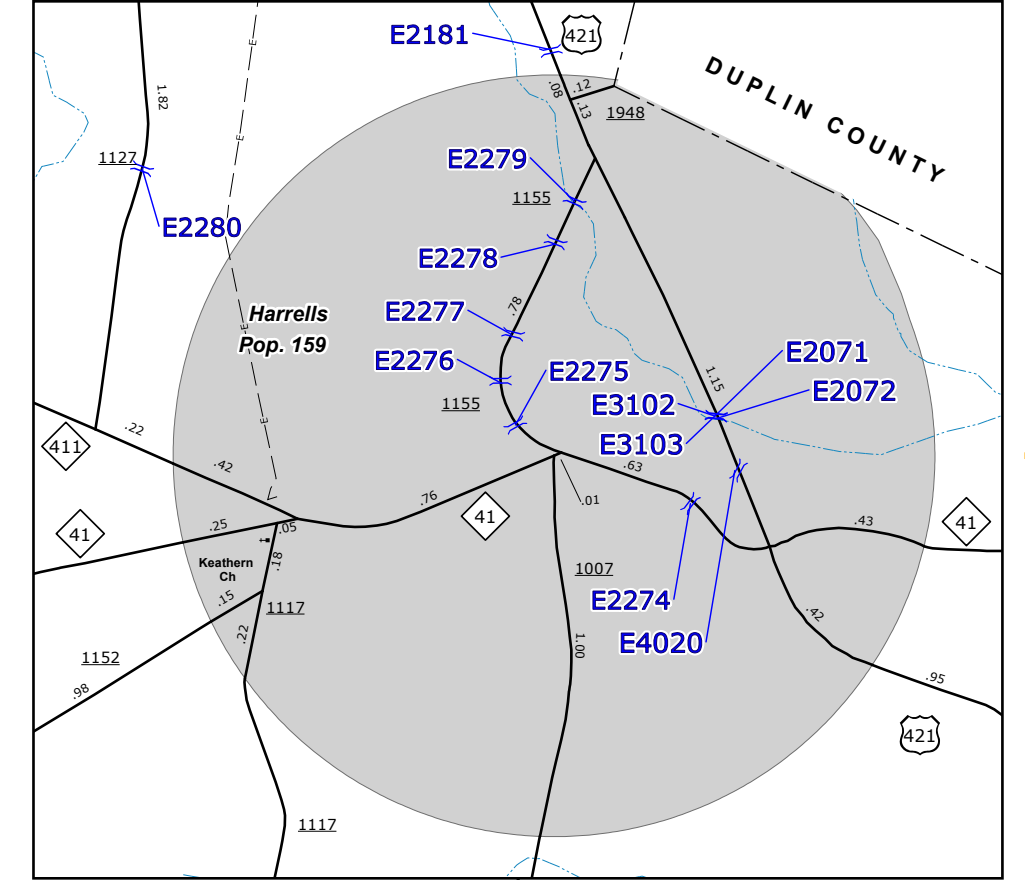 E2181
421
DUPLIN COUNTY
1.82
E
.08
.12
.13
1948
E
1127
E2279
1155
E2280
E2278
.78
Harrells
E2277
E
Pop. 159
E2276
E2275
E2071
1.15
E2072
1155
E3102
E3103
.22
411
E
.42
.63
.76
.01
41
41
.25
.05
.43
41
Keathern
Ch
.18
1007
.15
1117
E2274
.42
.22
E4020
1.00
1152
.98
.95
421
1117